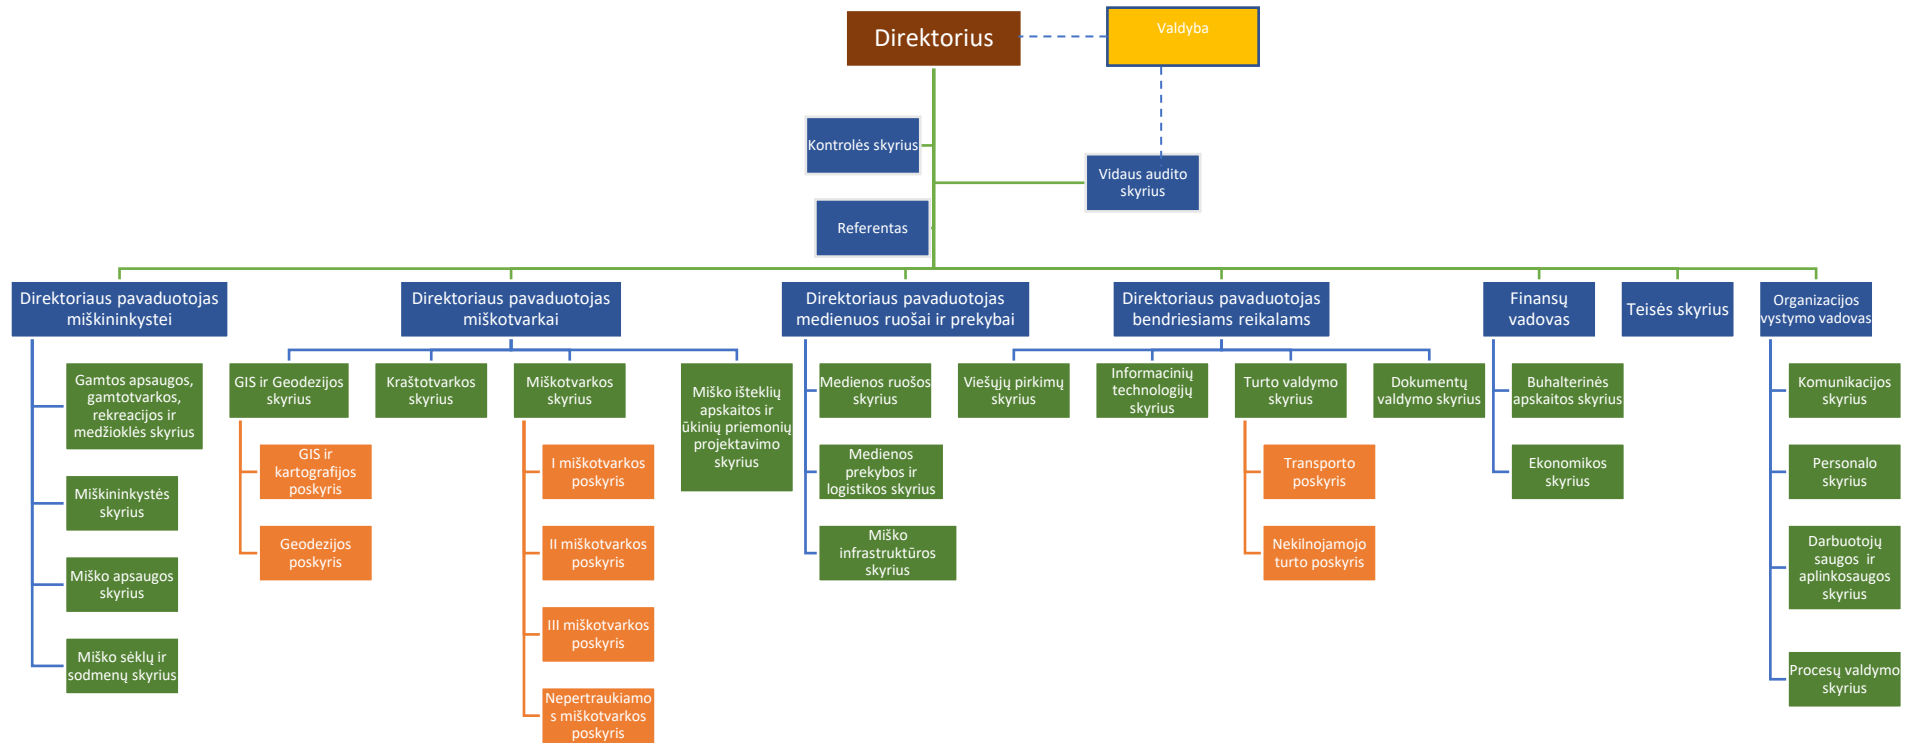 Direktorius
Valdyba
Kontrolės skyrius
Vidaus audito
skyrius
Referentas
Direktoriaus pavaduotojas
miškininkystei
Direktoriaus pavaduotojas
miškotvarkai
Direktoriaus pavaduotojas
medienuos ruošai ir prekybai
Direktoriaus pavaduotojas
bendriesiams reikalams
Finansų
vadovas
Teisės skyrius
Organizacijos
vystymo vadovas
Gamtos apsaugos,
gamtotvarkos,
rekreacijos ir
medžioklės skyrius
Miškininkystės
skyrius
Miško apsaugos
skyrius
Miško sėklų ir
sodmenų skyrius
GIS ir Geodezijos
skyrius
GIS ir
kartografijos
poskyris
Geodezijos
poskyris
Kraštotvarkos
skyrius
Miškotvarkos
skyrius
I miškotvarkos
poskyris
II miškotvarkos
poskyris
III miškotvarkos
poskyris
Nepertraukiamo
s miškotvarkos
poskyris
Miško išteklių
apskaitos ir
ūkinių priemonių
projektavimo
skyrius
Medienos ruošos
skyrius
Medienos
prekybos ir
logistikos skyrius
Miško
infrastruktūros
skyrius
Viešųjų pirkimų
skyrius
Informacinių
technologijų
skyrius
Turto valdymo
skyrius
Transporto
poskyris
Nekilnojamojo
turto poskyris
Dokumentų
valdymo skyrius
Buhalterinės
apskaitos skyrius
Ekonomikos
skyrius
Komunikacijos
skyrius
Personalo
skyrius
Darbuotojų
saugos ir
aplinkosaugos
skyrius
Procesų valdymo
skyrius